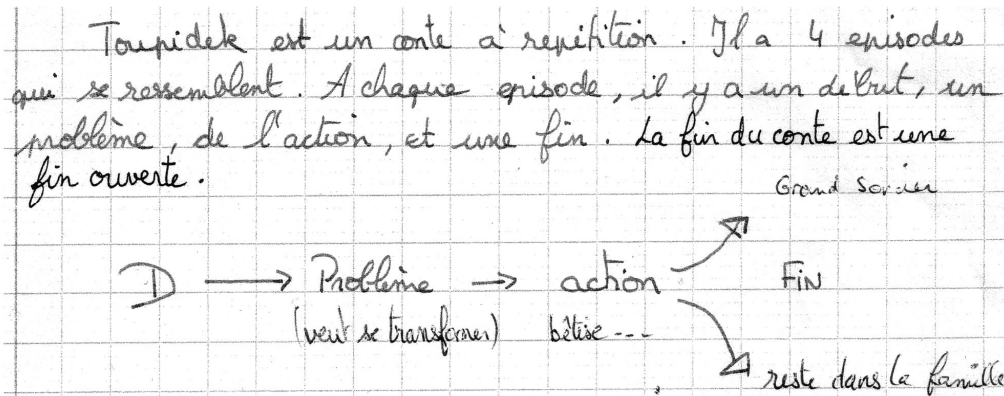 Toupidek est un conte à repitition. Il a 4 episodes
qui se ressemblent. A chaque episode, il y a un début, un
problème, de l'action, et une fin. La fin du conte est une
fin ouverte.
Grand Sorcier
D → Problème → action FiN
(veut se transformer) bêtise ---
reste dans la famille